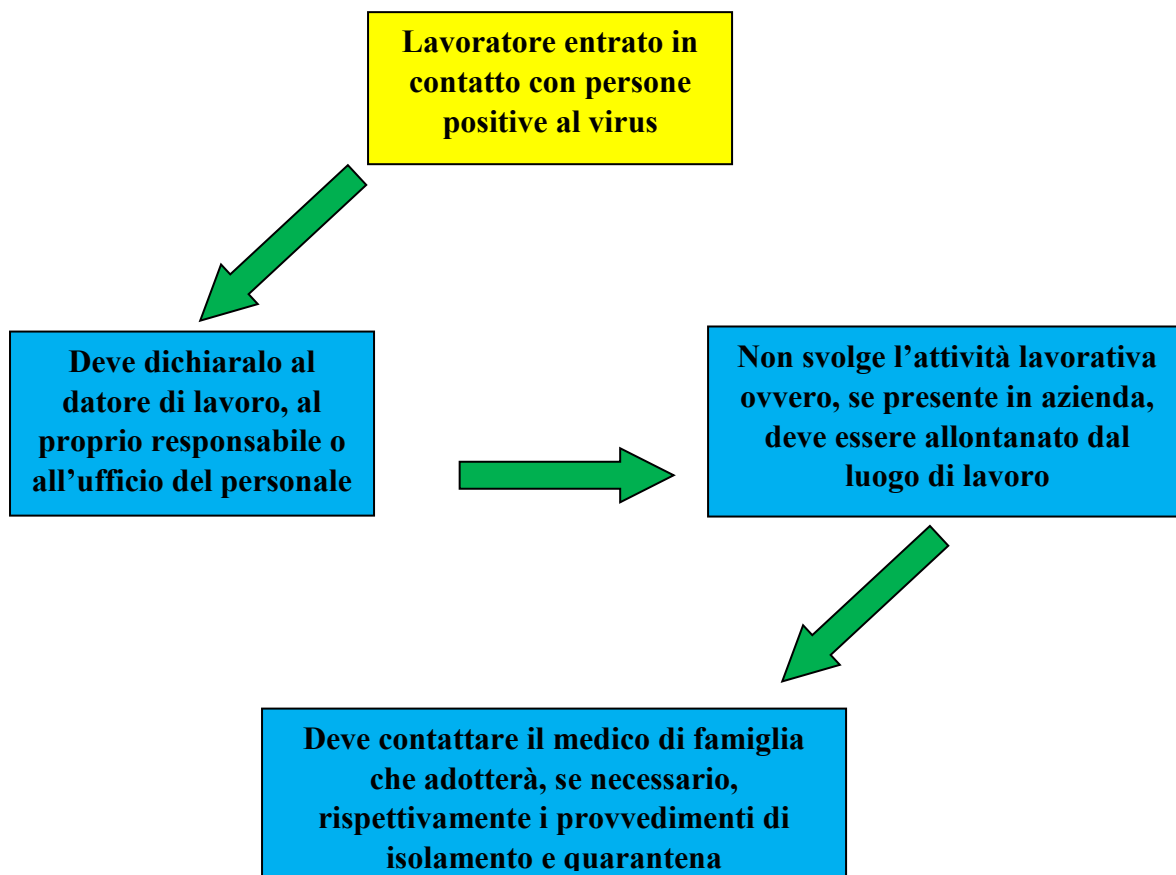 Lavoratore entrato in
contatto con persone
positive al virus
Deve dichiaralo al
datore di lavoro, al
proprio responsabile o
all’ufficio del personale
Non svolge l’attività lavorativa
ovvero, se presente in azienda,
deve essere allontanato dal
luogo di lavoro
Deve contattare il medico di famiglia
che adotterà, se necessario,
rispettivamente i provvedimenti di
isolamento e quarantena